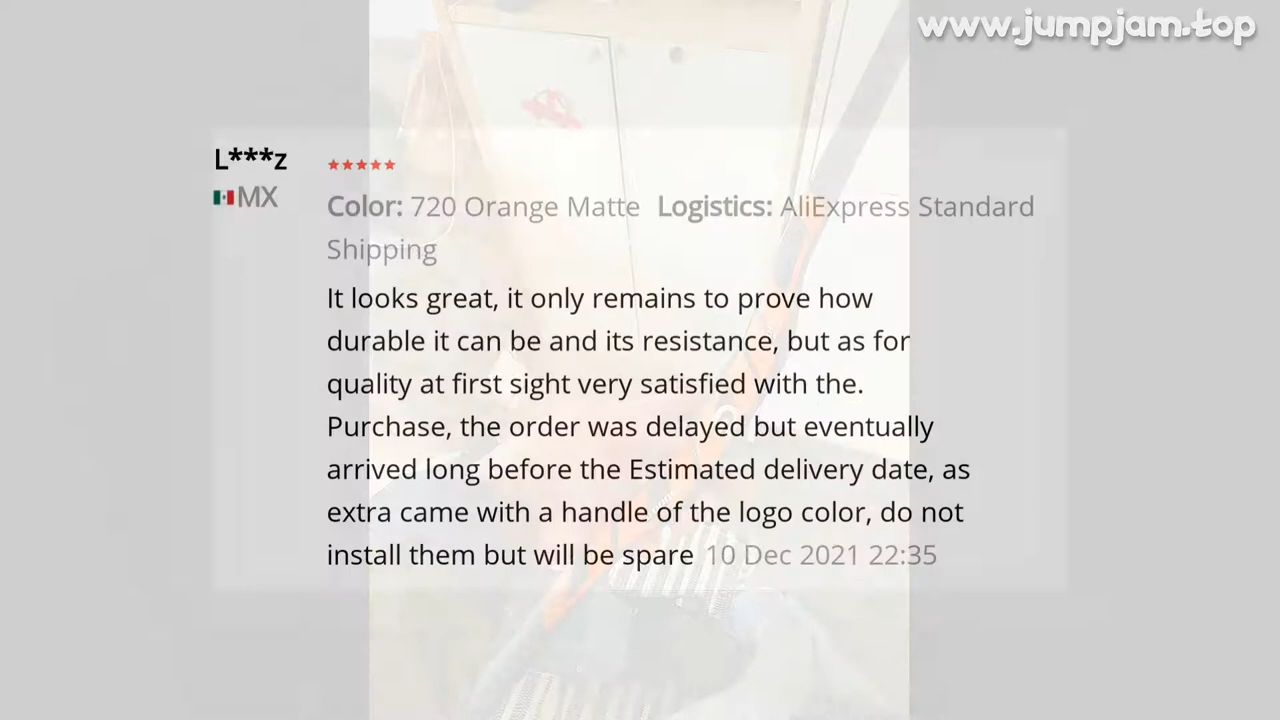 www.jumpjam.top
L***z
MX
Color: 720 Orange Matte Logistics: AliExpress Standard
Shipping
It looks great, it only remains to prove how
durable it can be and its resistance, but as for
quality at first sight very satisfied with the.
Purchase, the order was delayed but eventually
arrived long before the Estimated delivery date, as
extra came with a handle of the logo color, do not
install them but will be spare 10 Dec 2021 22:35